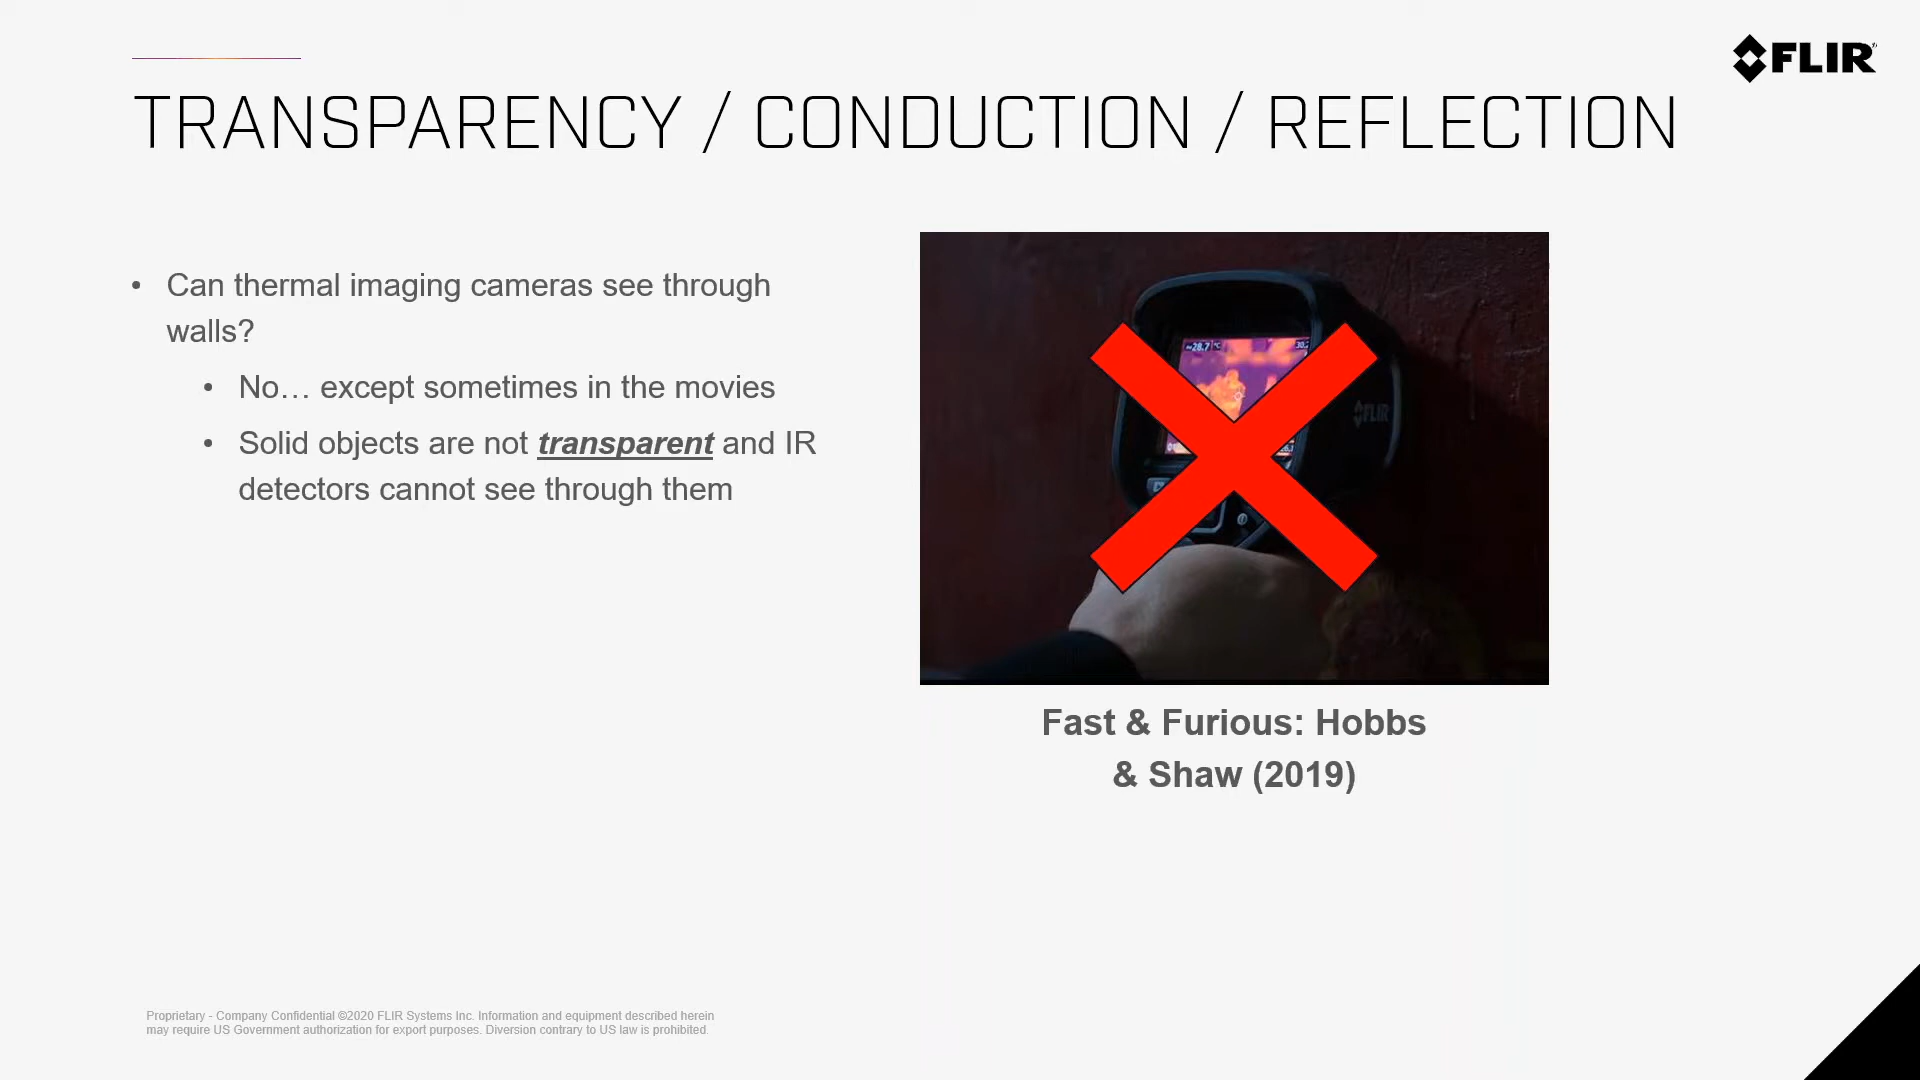 FLIR
TRANSPARENCY / CONDUCTION / REFLECTION
• Can thermal imaging cameras see through
walls?
• No… except sometimes in the movies
• Solid objects are not transparent and IR
detectors cannot see through them
~28.7 °C
FLIR
Fast & Furious: Hobbs
& Shaw (2019)
Proprietary - Company Confidential ©2020 FLIR Systems Inc. Information and equipment described herein
may require US Government authorization for export purposes. Diversion contrary to US law is prohibited.